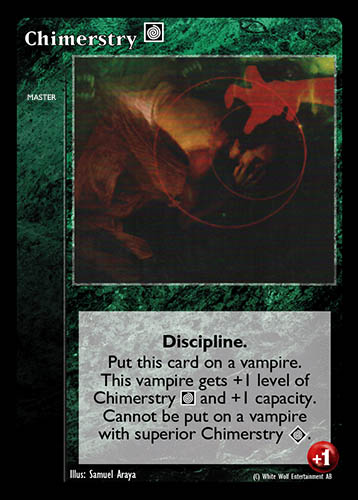 Chimerstry
MASTER
Discipline.
Put this card on a vampire.
This vampire gets +1 level of
Chimerstry and +1 capacity.
Cannot be put on a vampire
with superior Chimerstry .
+1
Illus: Samuel Araya
(C) White Wolf Entertainment AB